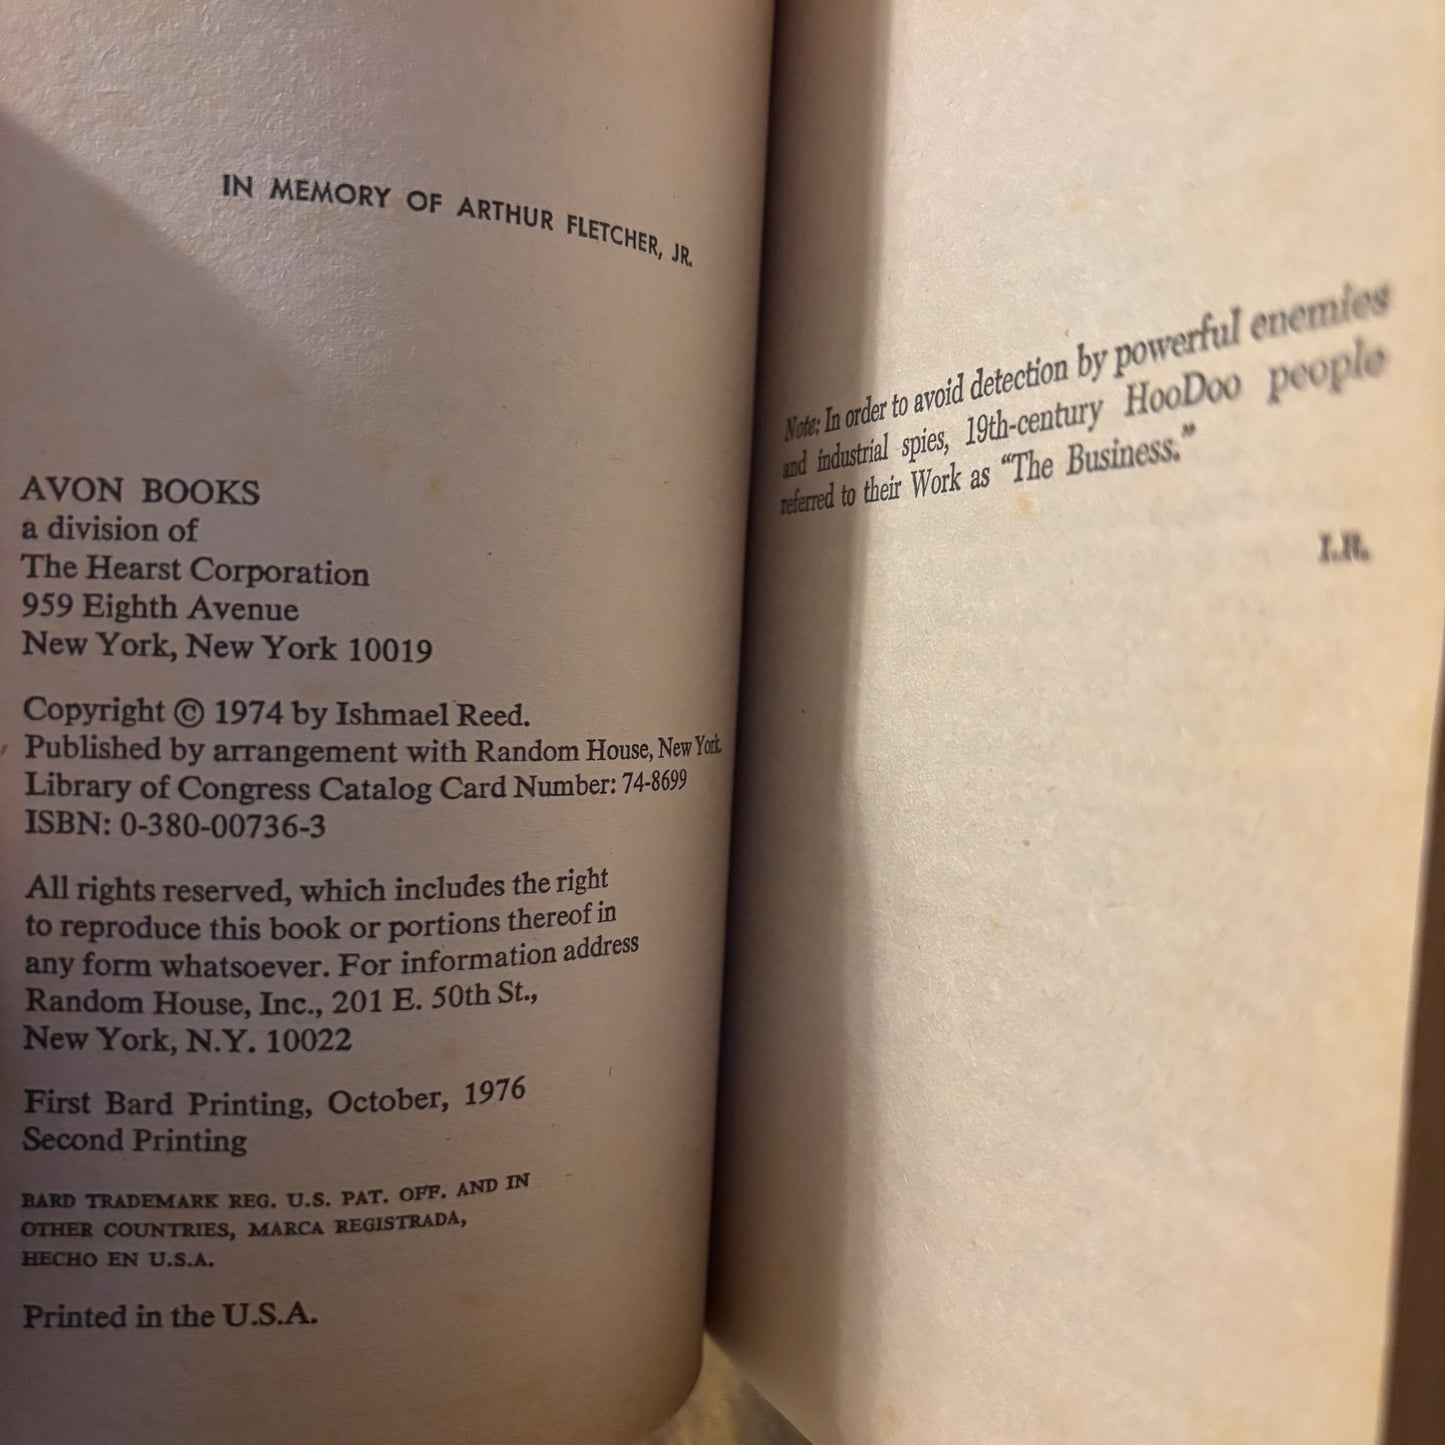 IN MEMORY OF ARTHUR FLETCHER, JR.
AVON BOOKS
a division of
The Hearst Corporation
959 Eighth Avenue
New York, New York 10019
Copyright © 1974 by Ishmael Reed.
Published by arrangement with Random House, New York.
Library of Congress Catalog Card Number: 74-8699
ISBN: 0-380-00736-3
All rights reserved, which includes the right
to reproduce this book or portions thereof in
any form whatsoever. For information address
Random House, Inc., 201 E. 50th St.,
New York, N.Y. 10022
First Bard Printing, October, 1976
Second Printing
BARD TRADEMARK REG. U.S. PAT. OFF. AND IN
OTHER COUNTRIES, MARCA REGISTRADA,
HECHO EN U.S.A.
Printed in the U.S.A.
Note: In order to avoid detection by powerful enemies
and industrial spies, 19th-century HooDoo people
referred to their Work as “The Business.”
I.R.